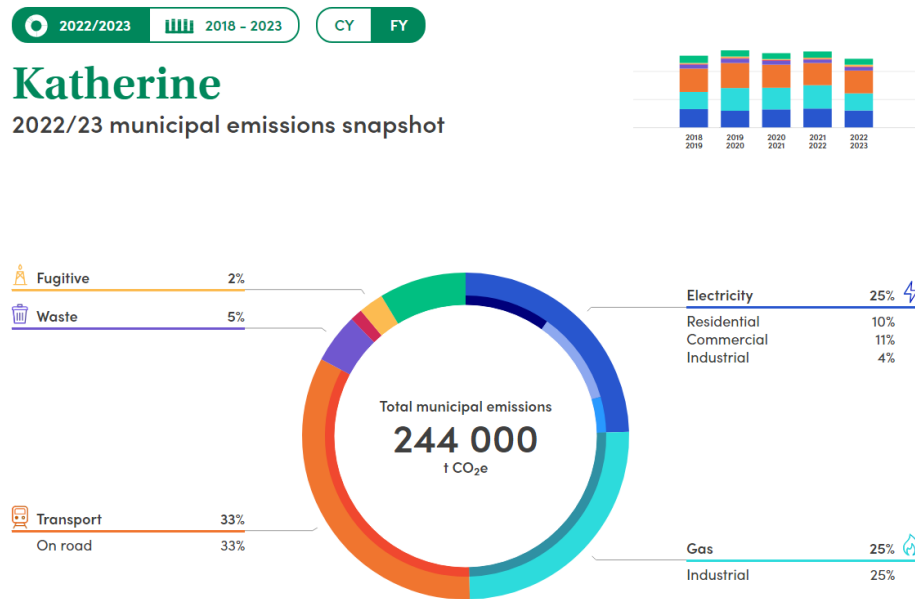 2022/2023 2018 - 2023 CY FY
Katherine
2022/23 municipal emissions snapshot
2018 2019 2020 2021 2022
2019 2020 2021 2022 2023
Fugitive 2%
Waste 5%
Electricity 25%
Residential 10%
Commercial 11%
Industrial 4%
Total municipal emissions
244 000
t CO₂e
Transport 33%
On road 33%
Gas 25%
Industrial 25%